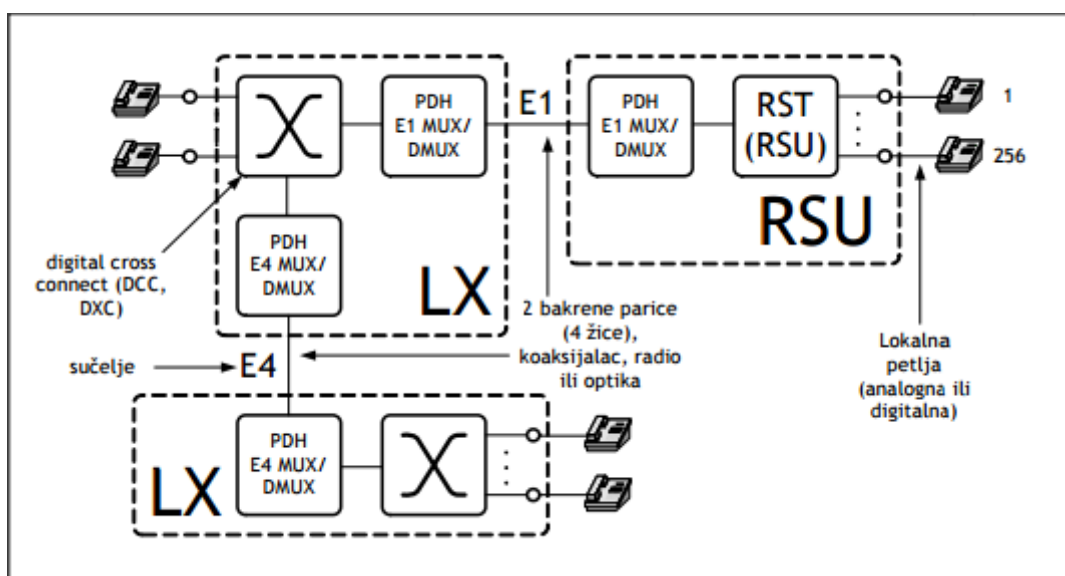 PDH
E1 MUX/
DMUX
E1
PDH
E1 MUX/
DMUX
RST
(RSU)
1
256
RSU
PDH
E4 MUX/
DMUX
LX
digital cross
connect (DCC,
DXC)
2 bakrene parice
(4 žice),
koaksijalac, radio
ili optika
Lokalna
petlja
(analogna ili
digitalna)
sučelje
E4
LX
PDH
E4 MUX/
DMUX